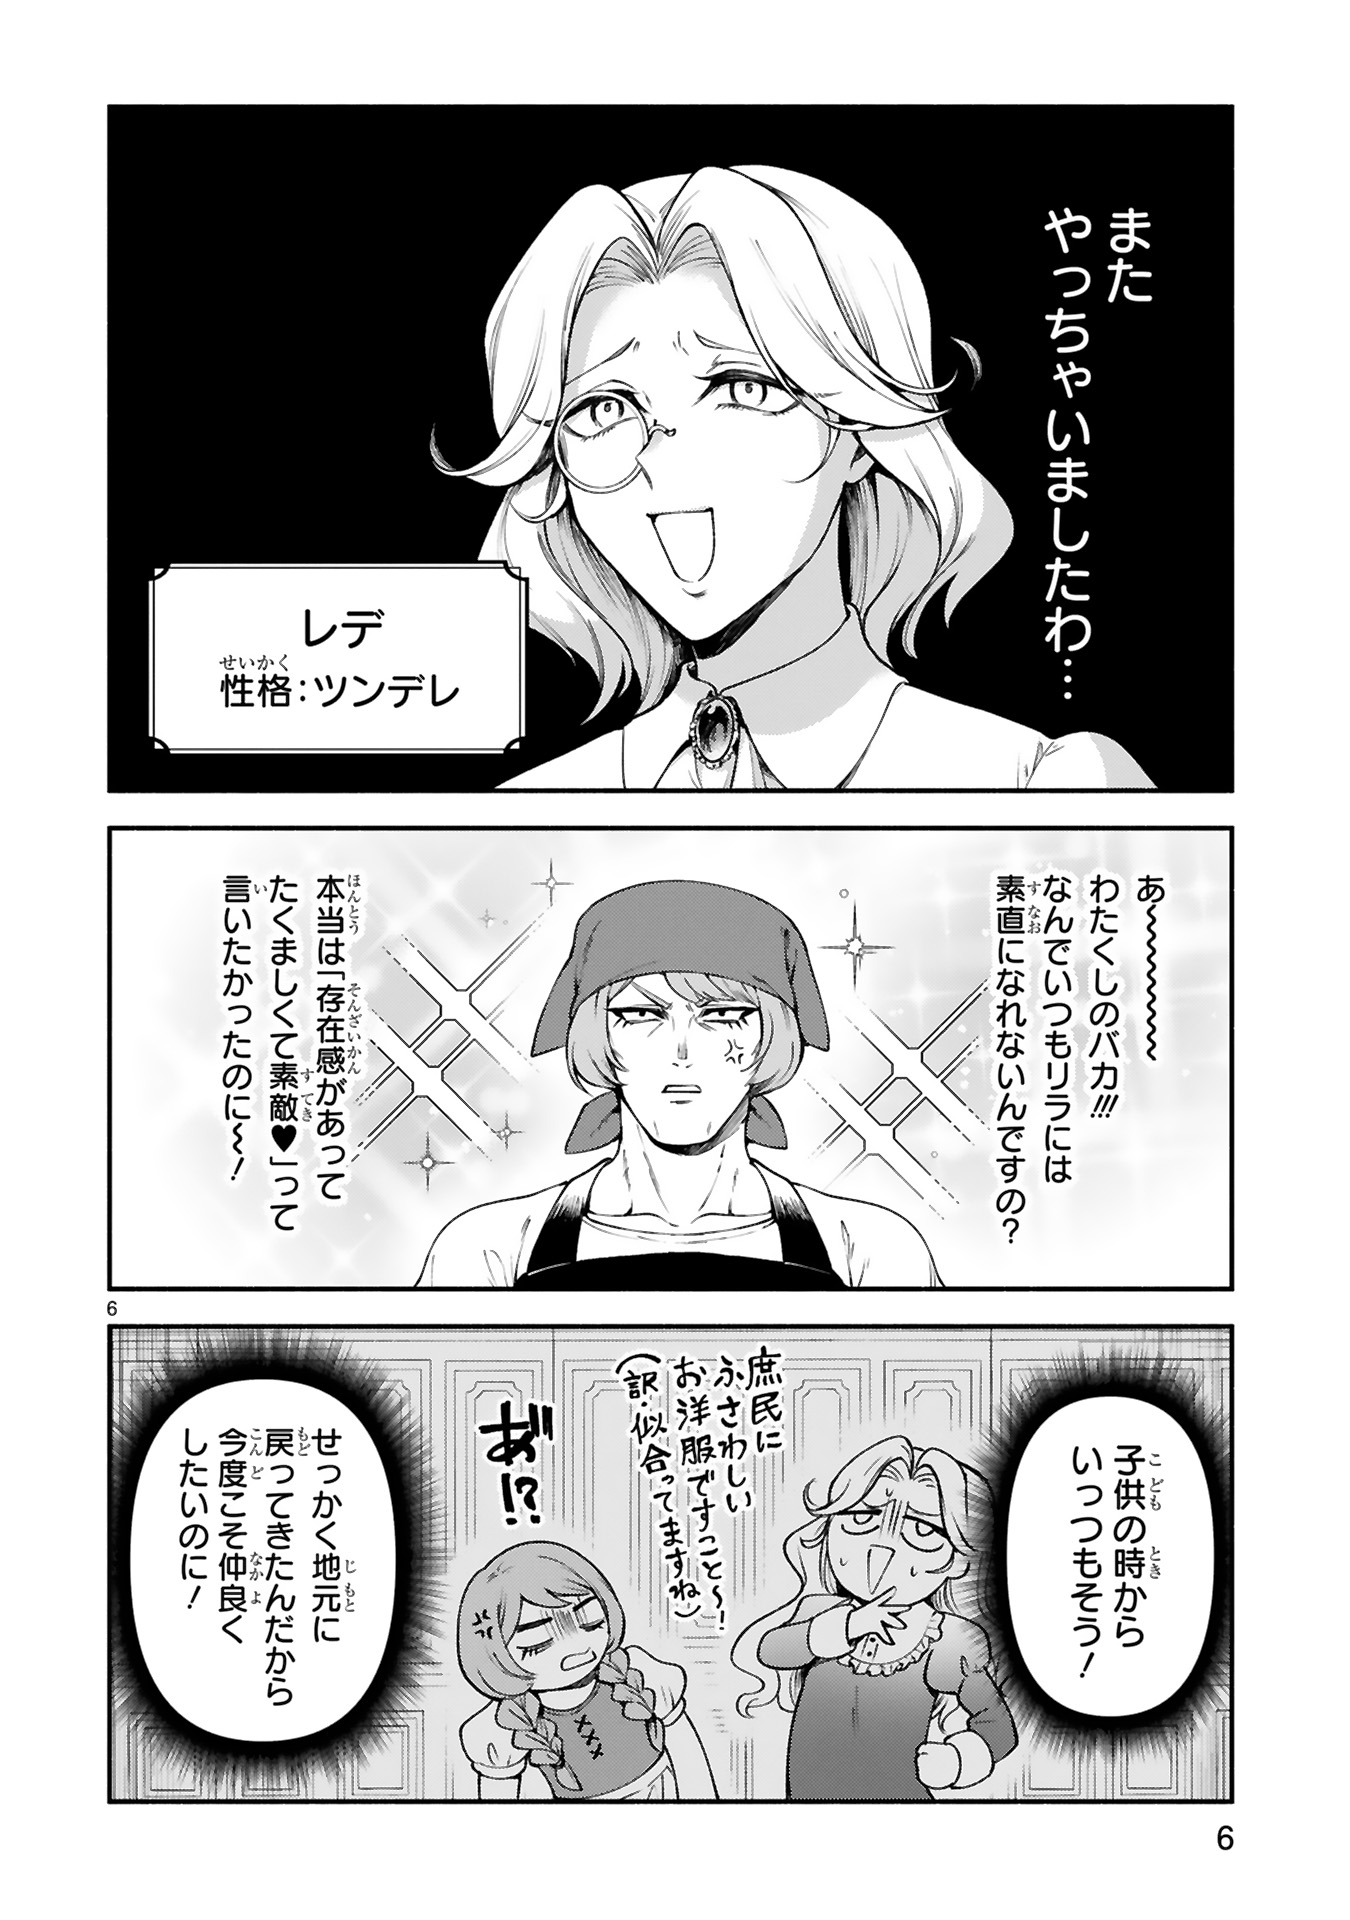 また
やっちゃいましたわ…
レデ
性格：ツンデレ
あ〜〜〜〜
わたくしのバカ!!!
なんでいつもリラには
素直になれないんですの？
本当は「存在感があって
たくましくて素敵♥」って
言いたかったのに〜！
6
子供の時から
いっつもそう！
庶民に
ふさわしい
お洋服ですこと〜！
（訳・似合ってますね）
あ゛!?
せっかく地元に
戻ってきたんだから
今度こそ仲良く
したいのに！
6